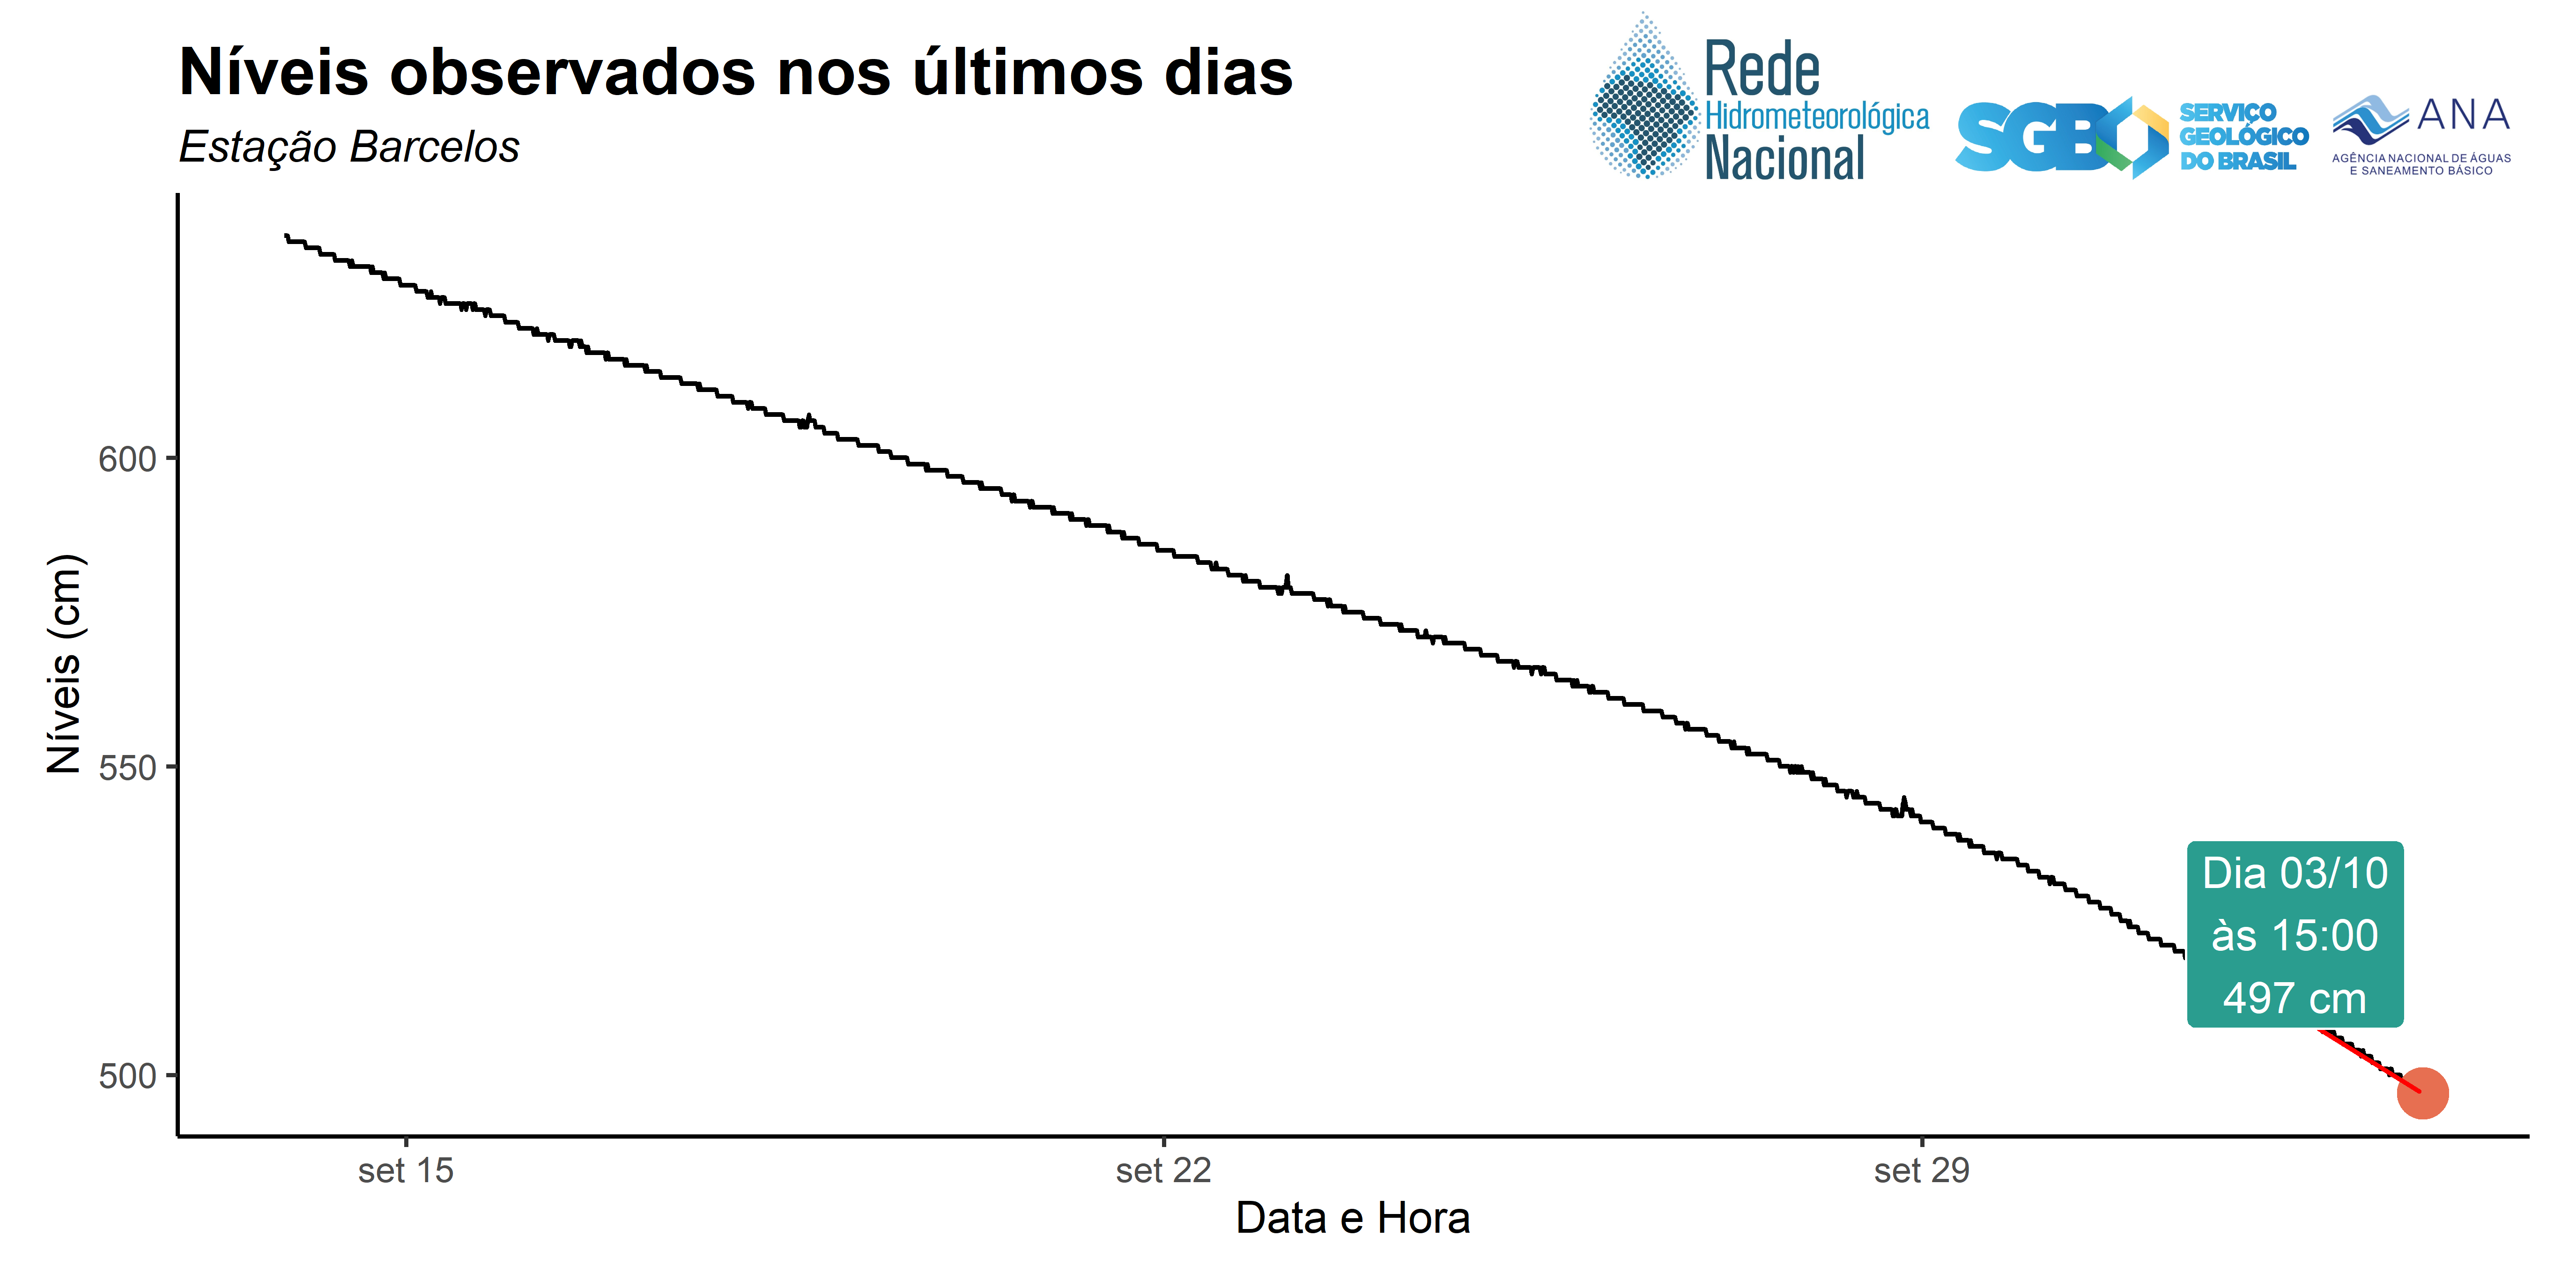 Níveis observados nos últimos dias
Estação Barcelos
Rede
Hidrometeorológica
Nacional
SGB
SERVIÇO
GEOLÓGICO
DO BRASIL
ANA
AGÊNCIA NACIONAL DE ÁGUAS
E SANEAMENTO BÁSICO
Níveis (cm)
600
550
500
Dia 03/10
às 15:00
497 cm
set 15
set 22
set 29
Data e Hora